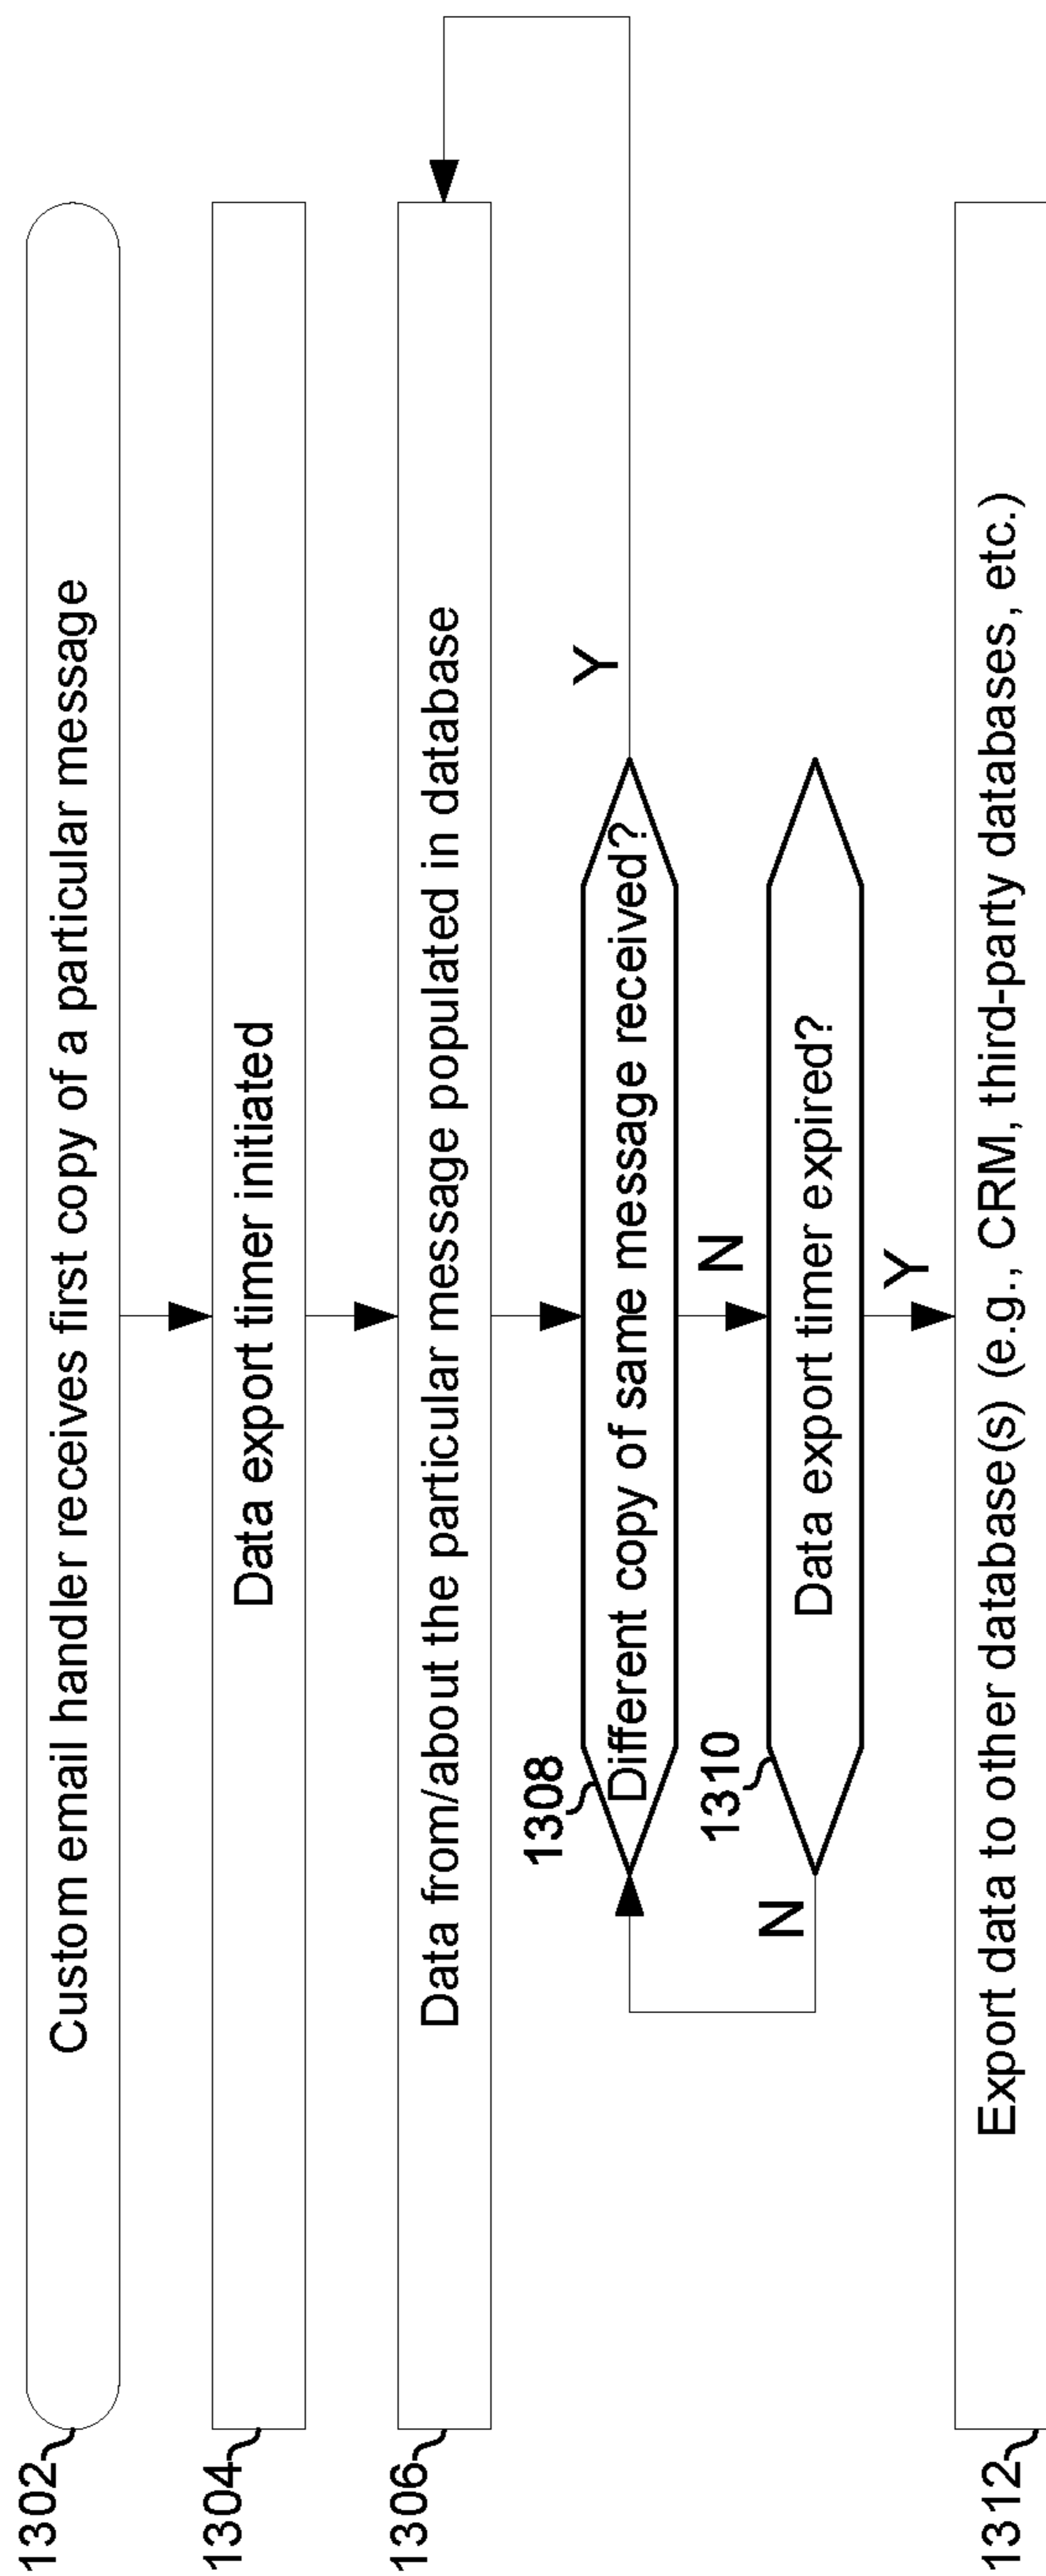 1302
Custom email handler receives first copy of a particular message
1304
Data export timer initiated
1306
Data from/about the particular message populated in database
1308
Different copy of same message received?
Y
N
1310
Data export timer expired?
N
Y
1312
Export data to other database(s) (e.g., CRM, third-party databases, etc.)